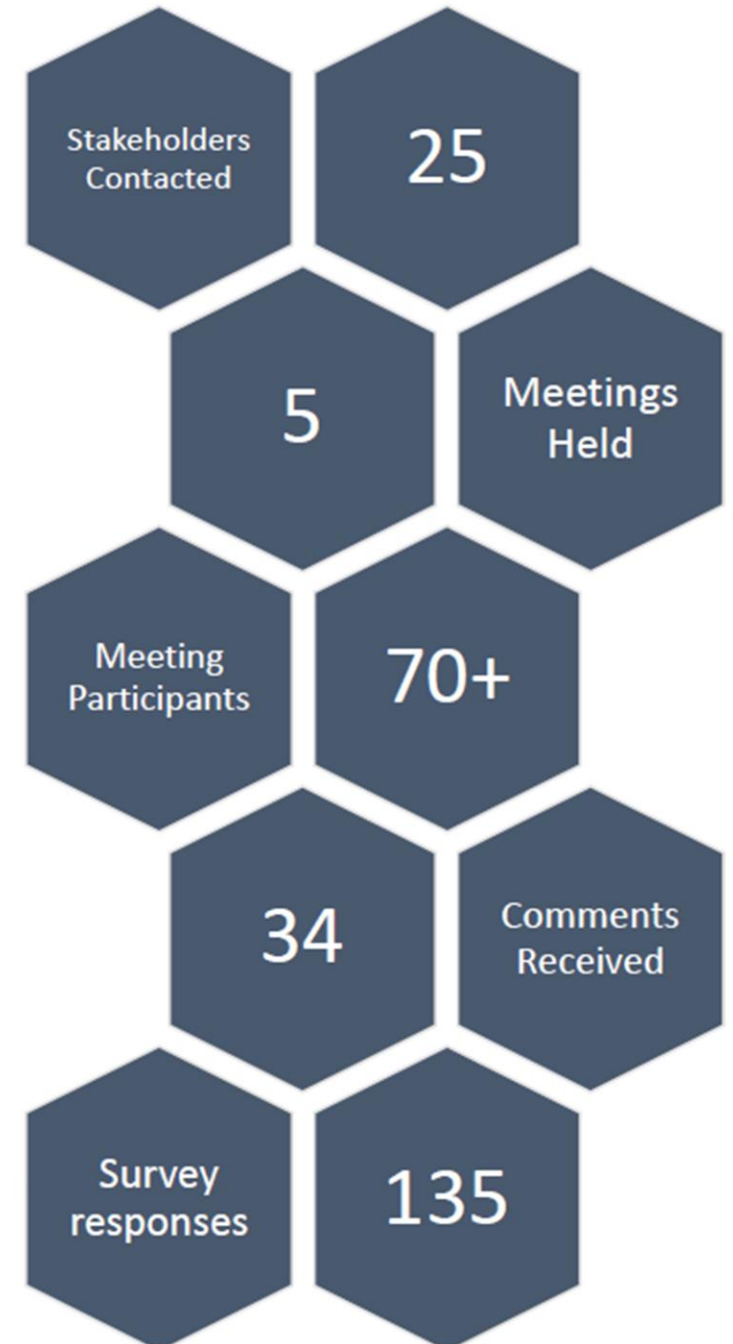 Stakeholders
Contacted
25
5
Meetings
Held
Meeting
Participants
70+
34
Comments
Received
Survey
responses
135